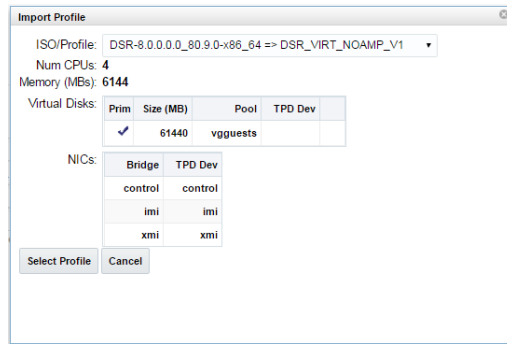 Import Profile
ISO/Profile: DSR-8.0.0.0.0_80.9.0-x86_64 => DSR_VIRT_NOAMP_V1
Num CPUs: 4
Memory (MBs): 6144
Virtual Disks: Prim Size (MB) Pool TPD Dev
61440 vgguests
NICs: Bridge TPD Dev
control control
imi imi
xmi xmi
Select Profile Cancel